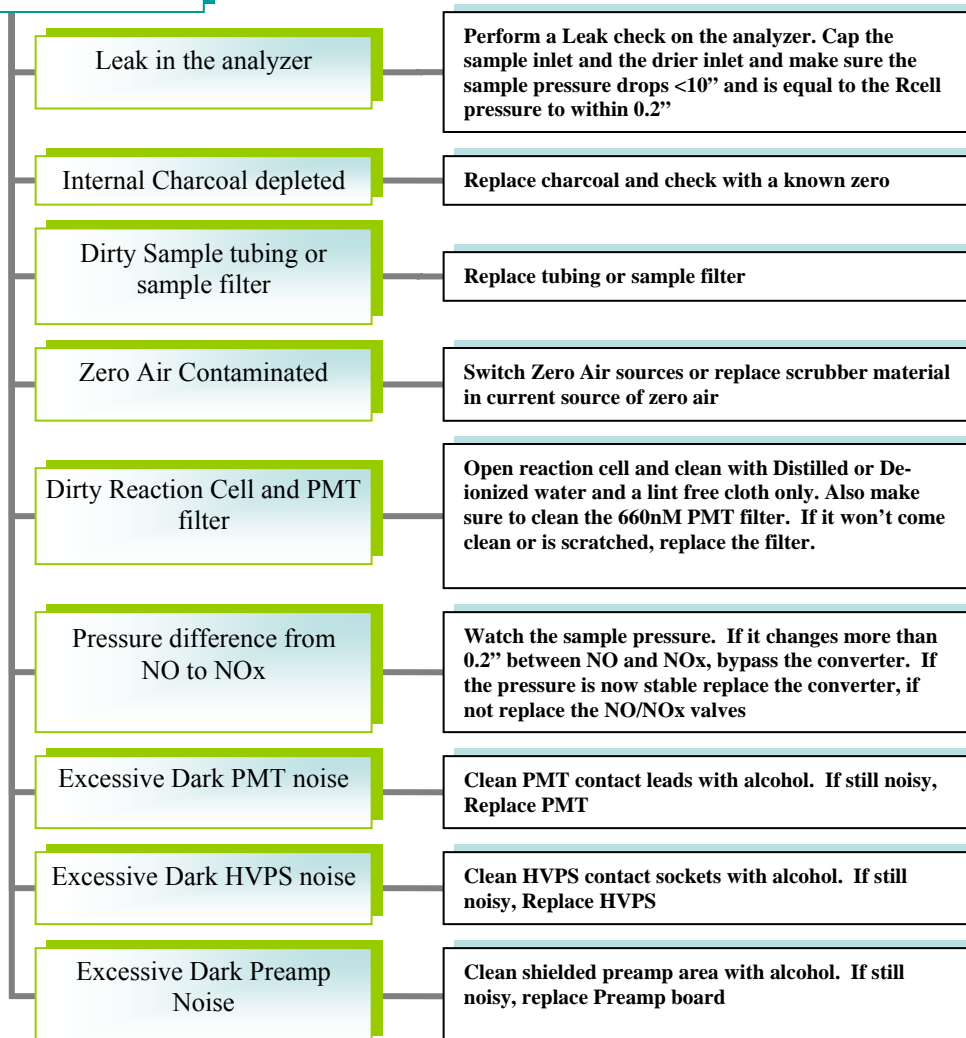 Leak in the analyzer
Perform a Leak check on the analyzer. Cap the
sample inlet and the drier inlet and make sure the
sample pressure drops <10” and is equal to the Rcell
pressure to within 0.2”
Internal Charcoal depleted
Replace charcoal and check with a known zero
Dirty Sample tubing or
sample filter
Replace tubing or sample filter
Zero Air Contaminated
Switch Zero Air sources or replace scrubber material
in current source of zero air
Dirty Reaction Cell and PMT
filter
Open reaction cell and clean with Distilled or De-
ionized water and a lint free cloth only. Also make
sure to clean the 660nM PMT filter.  If it won’t come
clean or is scratched, replace the filter.
Pressure difference from
NO to NOx
Watch the sample pressure.  If it changes more than
0.2” between NO and NOx, bypass the converter.  If
the pressure is now stable replace the converter, if
not replace the NO/NOx valves
Excessive Dark PMT noise
Clean PMT contact leads with alcohol.  If still noisy,
Replace PMT
Excessive Dark HVPS noise
Clean HVPS contact sockets with alcohol.  If still
noisy, Replace HVPS
Excessive Dark Preamp
Noise
Clean shielded preamp area with alcohol.  If still
noisy, replace Preamp board